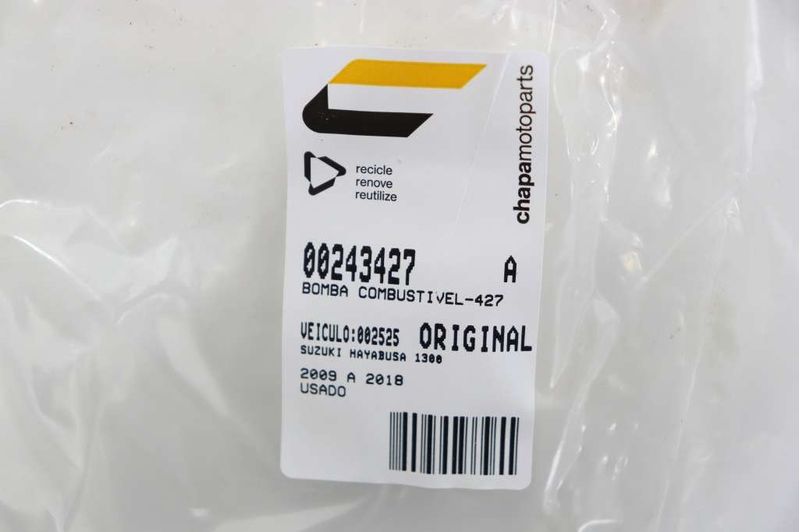 chapamotoparts
recicle
renove
reutilize
00243427 A
BOMBA COMBUSTIVEL-427
VEICULO:002525 ORIGINAL
SUZUKI HAYABUSA 1300
2009 A 2018
USADO